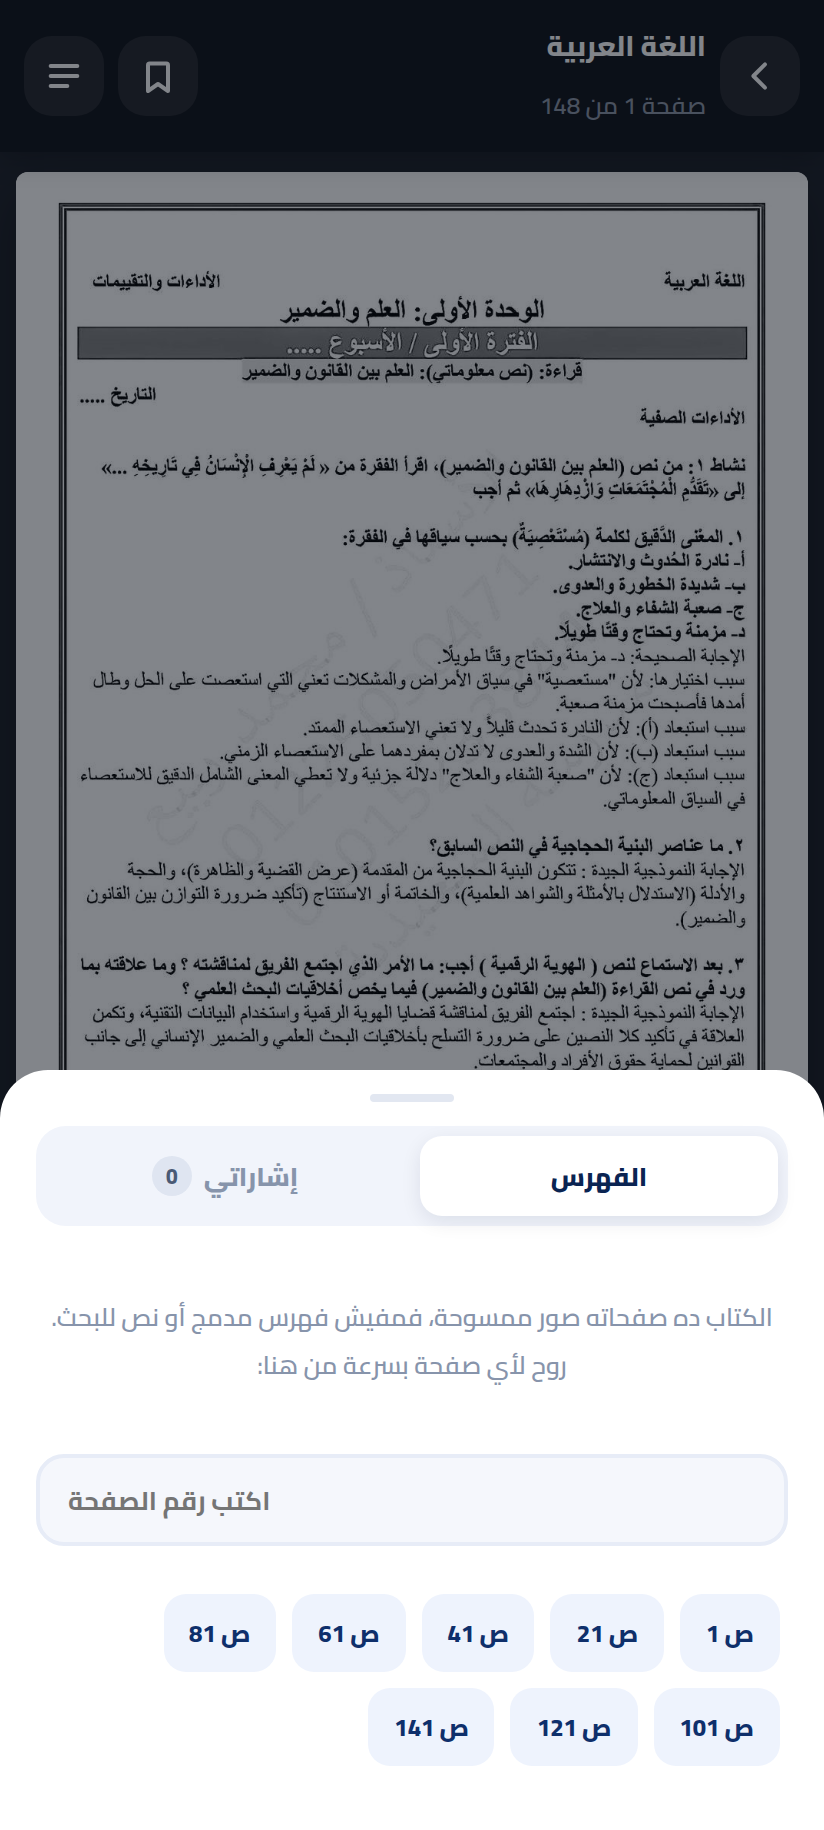 اللغة العربية
صفحة 1 من 148
اللغة العربية
الأداءات والتقييمات
الوحدة الأولى: العلم والضمير
الفترة الأولى / الأسبوع .....
قراءة: (نص معلوماتي): العلم بين القانون والضمير
التاريخ .....
الأداءات الصفية
نشاط ١: من نص (العلم بين القانون والضمير)، اقرأ الفقرة من « لَمْ يَعْرِفِ الْإِنْسَانُ فِي تَارِيخِهِ ...»
إلى «تَقَدُّمِ الْمُجْتَمَعَاتِ وَازْدِهَارِهَا» ثم أجب
١. المعْنى الدَّقيق لكلمة (مُسْتَعْصِيَةٌ) بحسب سياقها في الفقرة:
أ- نادرة الحُدوث والانتشار.
ب- شديدة الخطورة والعدوى.
ج- صعبة الشفاء والعلاج.
د- مزمنة وتحتاج وقتًا طويلًا.
الإجابة الصحيحة: د- مزمنة وتحتاج وقتًا طويلًا.
سبب اختيارها: لأن "مستعصية" في سياق الأمراض والمشكلات تعني التي استعصت على الحل وطال
أمدها فأصبحت مزمنة صعبة.
سبب استبعاد (أ): لأن النادرة تحدث قليلاً ولا تعني الاستعصاء الممتد.
سبب استبعاد (ب): لأن الشدة والعدوى لا تدلان بمفردهما على الاستعصاء الزمني.
سبب استبعاد (ج): لأن "صعبة الشفاء والعلاج" دلالة جزئية ولا تعطي المعنى الشامل الدقيق للاستعصاء
في السياق المعلوماتي.
٢. ما عناصر البنية الحجاجية في النص السابق؟
الإجابة النموذجية الجيدة : تتكون البنية الحجاجية من المقدمة (عرض القضية والظاهرة)، والحجة
والأدلة (الاستدلال بالأمثلة والشواهد العلمية)، والخاتمة أو الاستنتاج (تأكيد ضرورة التوازن بين القانون
والضمير).
٣. بعد الاستماع لنص ( الهوية الرقمية ) أجب: ما الأمر الذي اجتمع الفريق لمناقشته ؟ وما علاقته بما
ورد في نص القراءة (العلم بين القانون والضمير) فيما يخص أخلاقيات البحث العلمي ؟
الإجابة النموذجية الجيدة : اجتمع الفريق لمناقشة قضايا الهوية الرقمية واستخدام البيانات التقنية، وتكمن
العلاقة في تأكيد كلا النصين على ضرورة التسلح بأخلاقيات البحث العلمي والضمير الإنساني إلى جانب
القوانين لحماية حقوق الأفراد والمجتمعات.
الفهرس
إشاراتي 0
الكتاب ده صفحاته صور ممسوحة، فمفيش فهرس مدمج أو نص للبحث.
روح لأي صفحة بسرعة من هنا:
اكتب رقم الصفحة
ص 1
ص 21
ص 41
ص 61
ص 81
ص 101
ص 121
ص 141